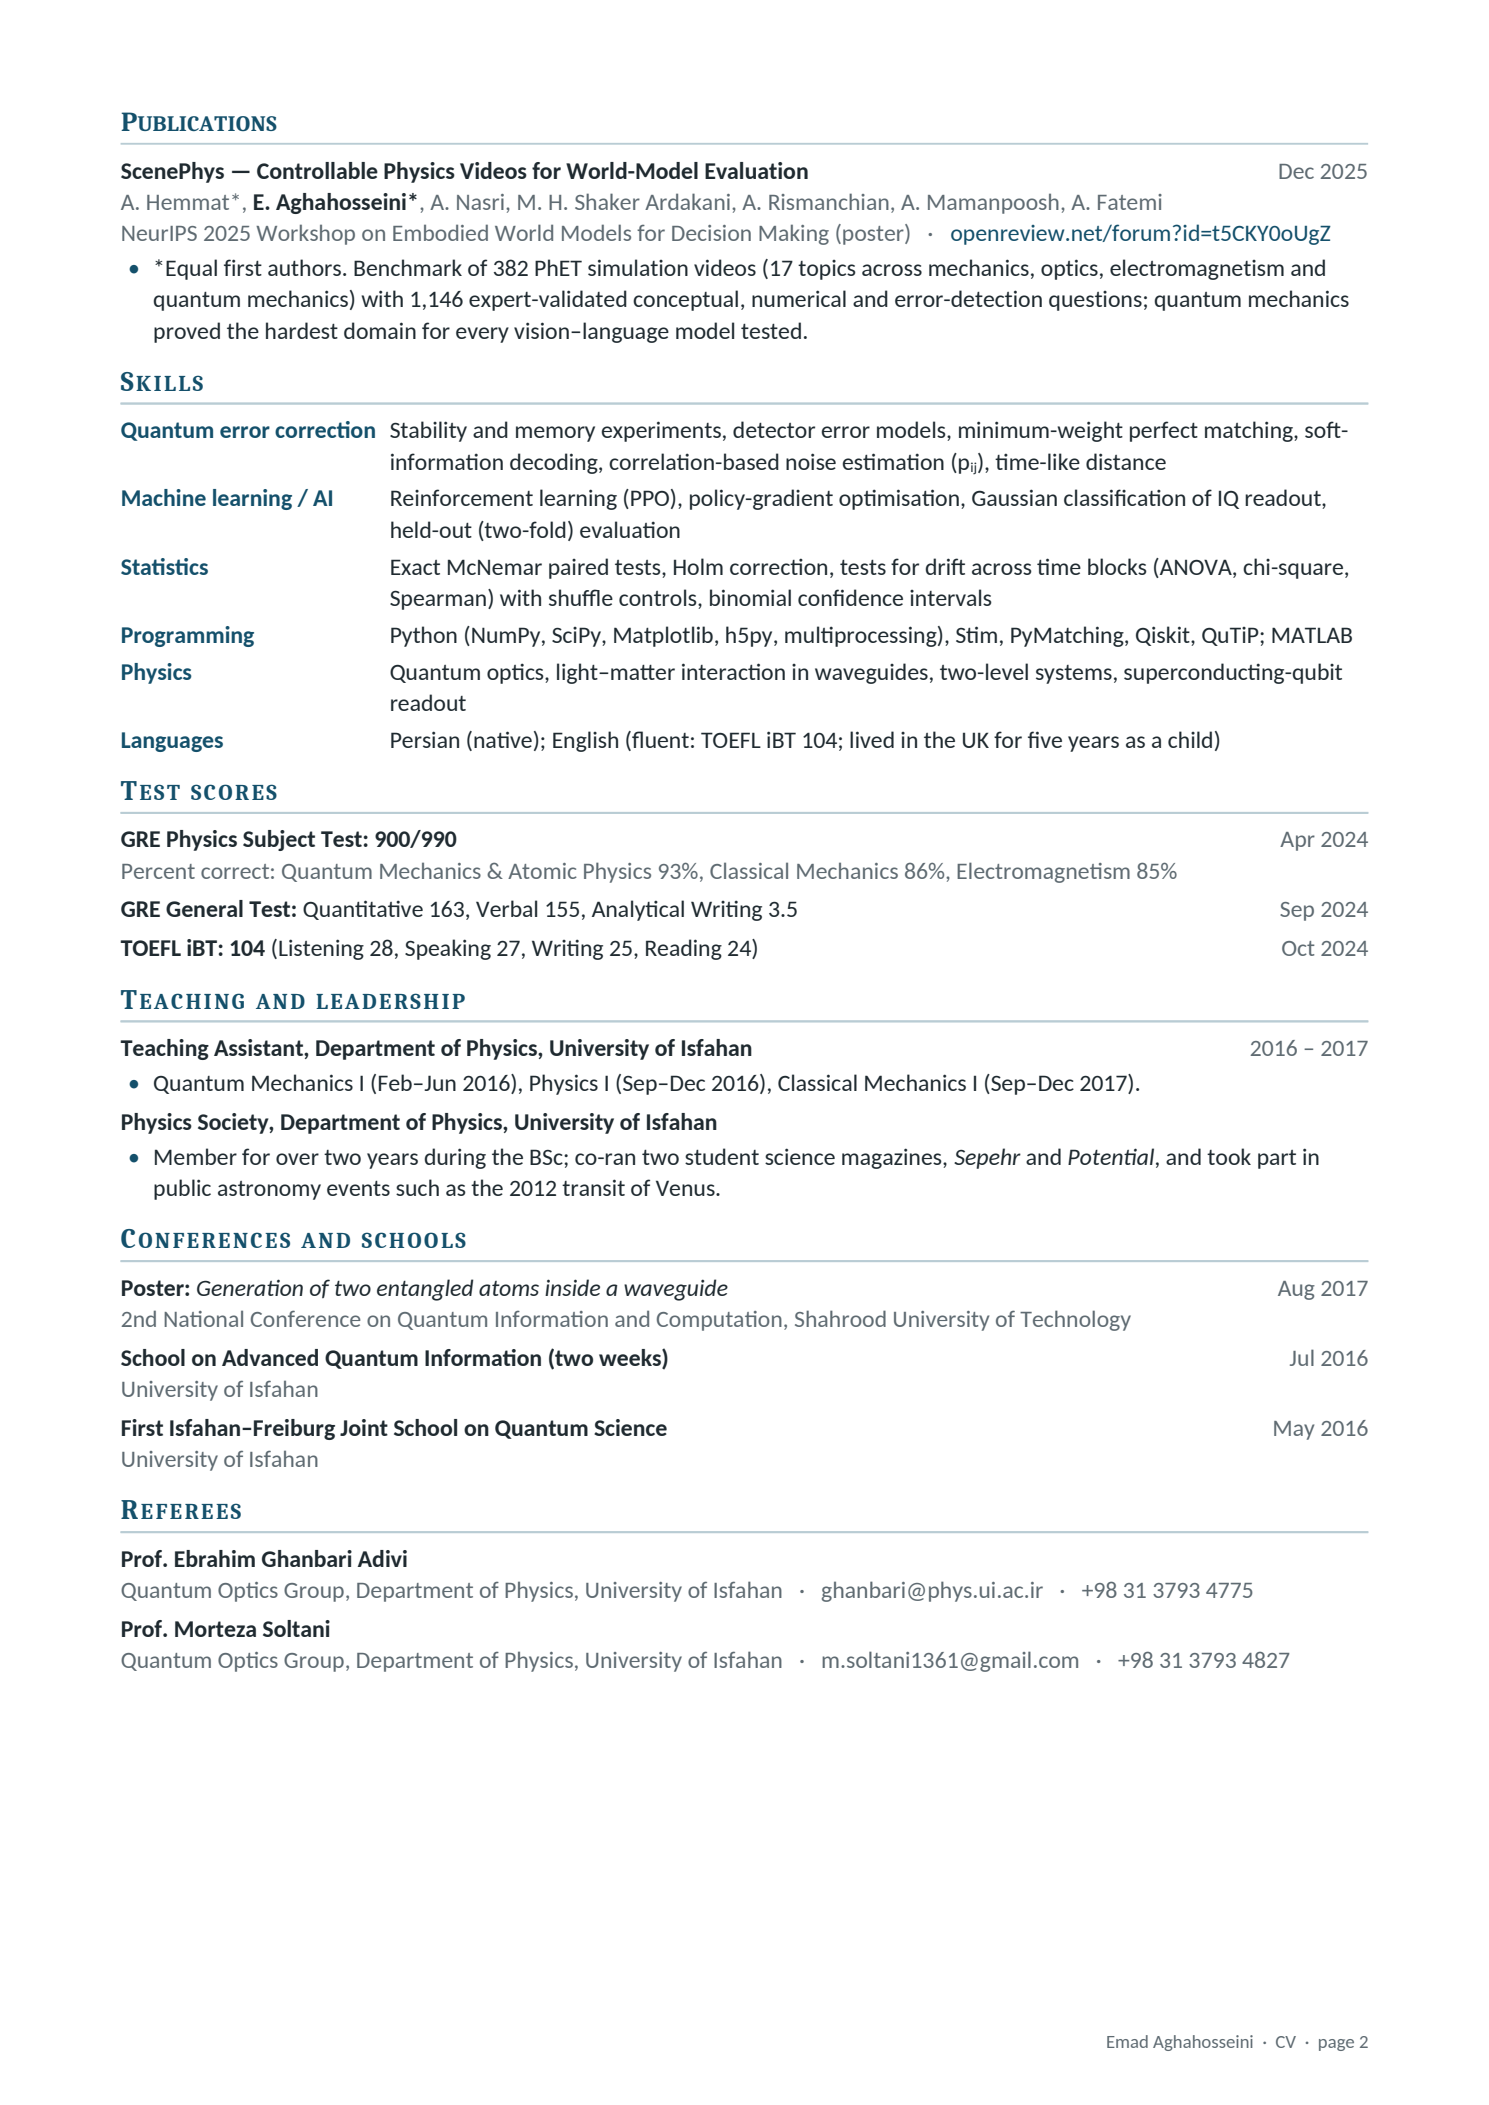 Publications
ScenePhys — Controllable Physics Videos for World-Model Evaluation Dec 2025
A. Hemmat*, E. Aghahosseini*, A. Nasri, M. H. Shaker Ardakani, A. Rismanchian, A. Mamanpoosh, A. Fatemi
NeurIPS 2025 Workshop on Embodied World Models for Decision Making (poster) · openreview.net/forum?id=t5CKY0oUgZ
• *Equal first authors. Benchmark of 382 PhET simulation videos (17 topics across mechanics, optics, electromagnetism and
quantum mechanics) with 1,146 expert-validated conceptual, numerical and error-detection questions; quantum mechanics
proved the hardest domain for every vision–language model tested.
Skills
Quantum error correction Stability and memory experiments, detector error models, minimum-weight perfect matching, soft-
information decoding, correlation-based noise estimation (pᵢⱼ), time-like distance
Machine learning / AI Reinforcement learning (PPO), policy-gradient optimisation, Gaussian classification of IQ readout,
held-out (two-fold) evaluation
Statistics Exact McNemar paired tests, Holm correction, tests for drift across time blocks (ANOVA, chi-square,
Spearman) with shuffle controls, binomial confidence intervals
Programming Python (NumPy, SciPy, Matplotlib, h5py, multiprocessing), Stim, PyMatching, Qiskit, QuTiP; MATLAB
Physics Quantum optics, light–matter interaction in waveguides, two-level systems, superconducting-qubit
readout
Languages Persian (native); English (fluent: TOEFL iBT 104; lived in the UK for five years as a child)
Test scores
GRE Physics Subject Test: 900/990 Apr 2024
Percent correct: Quantum Mechanics & Atomic Physics 93%, Classical Mechanics 86%, Electromagnetism 85%
GRE General Test: Quantitative 163, Verbal 155, Analytical Writing 3.5 Sep 2024
TOEFL iBT: 104 (Listening 28, Speaking 27, Writing 25, Reading 24) Oct 2024
Teaching and leadership
Teaching Assistant, Department of Physics, University of Isfahan 2016 – 2017
• Quantum Mechanics I (Feb–Jun 2016), Physics I (Sep–Dec 2016), Classical Mechanics I (Sep–Dec 2017).
Physics Society, Department of Physics, University of Isfahan
• Member for over two years during the BSc; co-ran two student science magazines, Sepehr and Potential, and took part in
public astronomy events such as the 2012 transit of Venus.
Conferences and schools
Poster: Generation of two entangled atoms inside a waveguide Aug 2017
2nd National Conference on Quantum Information and Computation, Shahrood University of Technology
School on Advanced Quantum Information (two weeks) Jul 2016
University of Isfahan
First Isfahan–Freiburg Joint School on Quantum Science May 2016
University of Isfahan
Referees
Prof. Ebrahim Ghanbari Adivi
Quantum Optics Group, Department of Physics, University of Isfahan · ghanbari@phys.ui.ac.ir · +98 31 3793 4775
Prof. Morteza Soltani
Quantum Optics Group, Department of Physics, University of Isfahan · m.soltani1361@gmail.com · +98 31 3793 4827
Emad Aghahosseini · CV · page 2